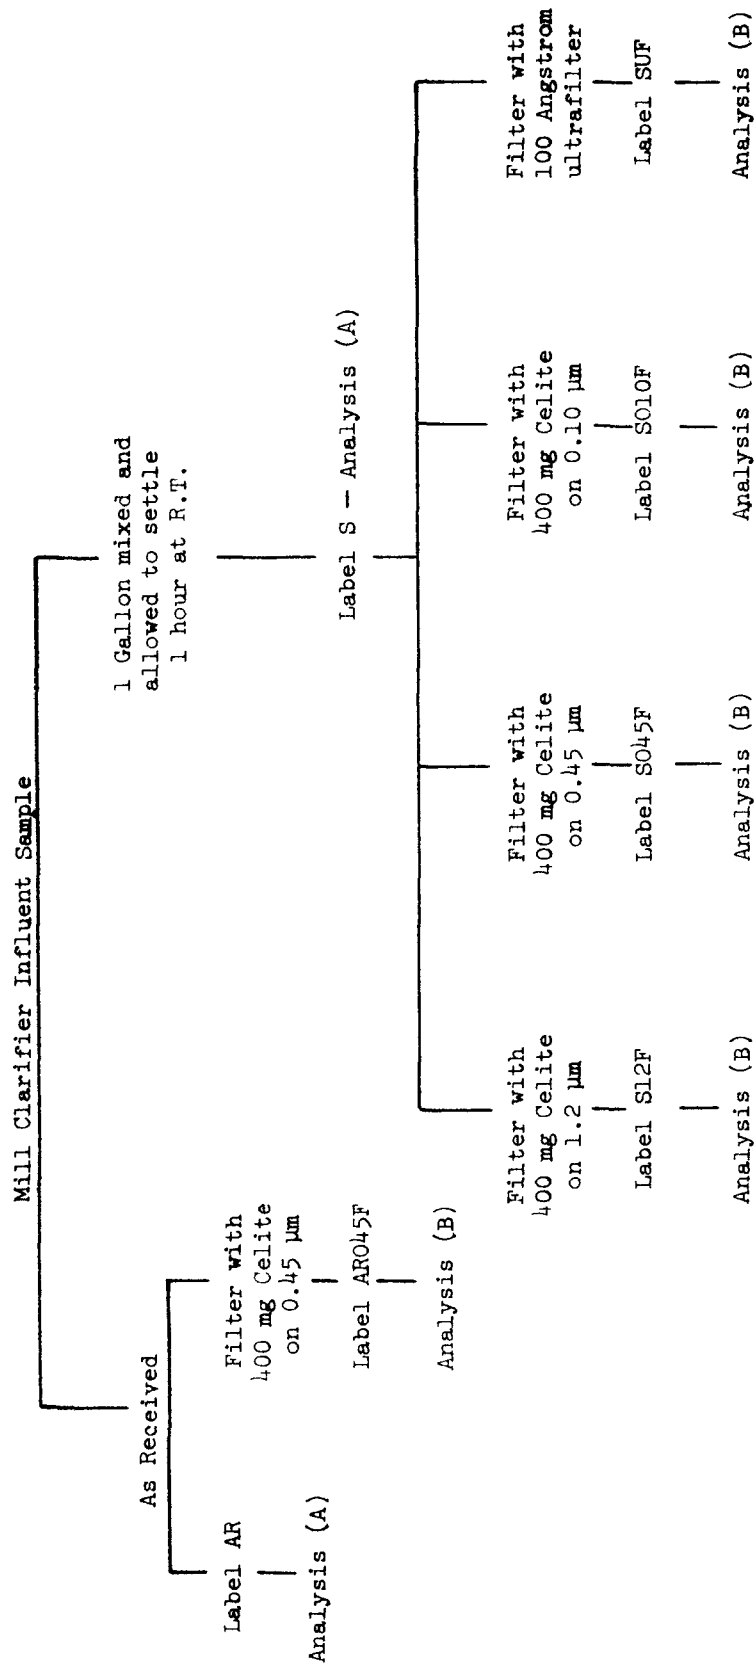 Mill Clarifier Influent Sample
As Received
Label AR
Analysis (A)
Filter with
400 mg Celite
on 0.45 µm
Label AR045F
Analysis (B)
1 Gallon mixed and
allowed to settle
1 hour at R.T.
Label S — Analysis (A)
Filter with
400 mg Celite
on 1.2 µm
Label S12F
Analysis (B)
Filter with
400 mg Celite
on 0.45 µm
Label S045F
Analysis (B)
Filter with
400 mg Celite
on 0.10 µm
Label S010F
Analysis (B)
Filter with
100 Angstrom
ultrafilter
Label SUF
Analysis (B)